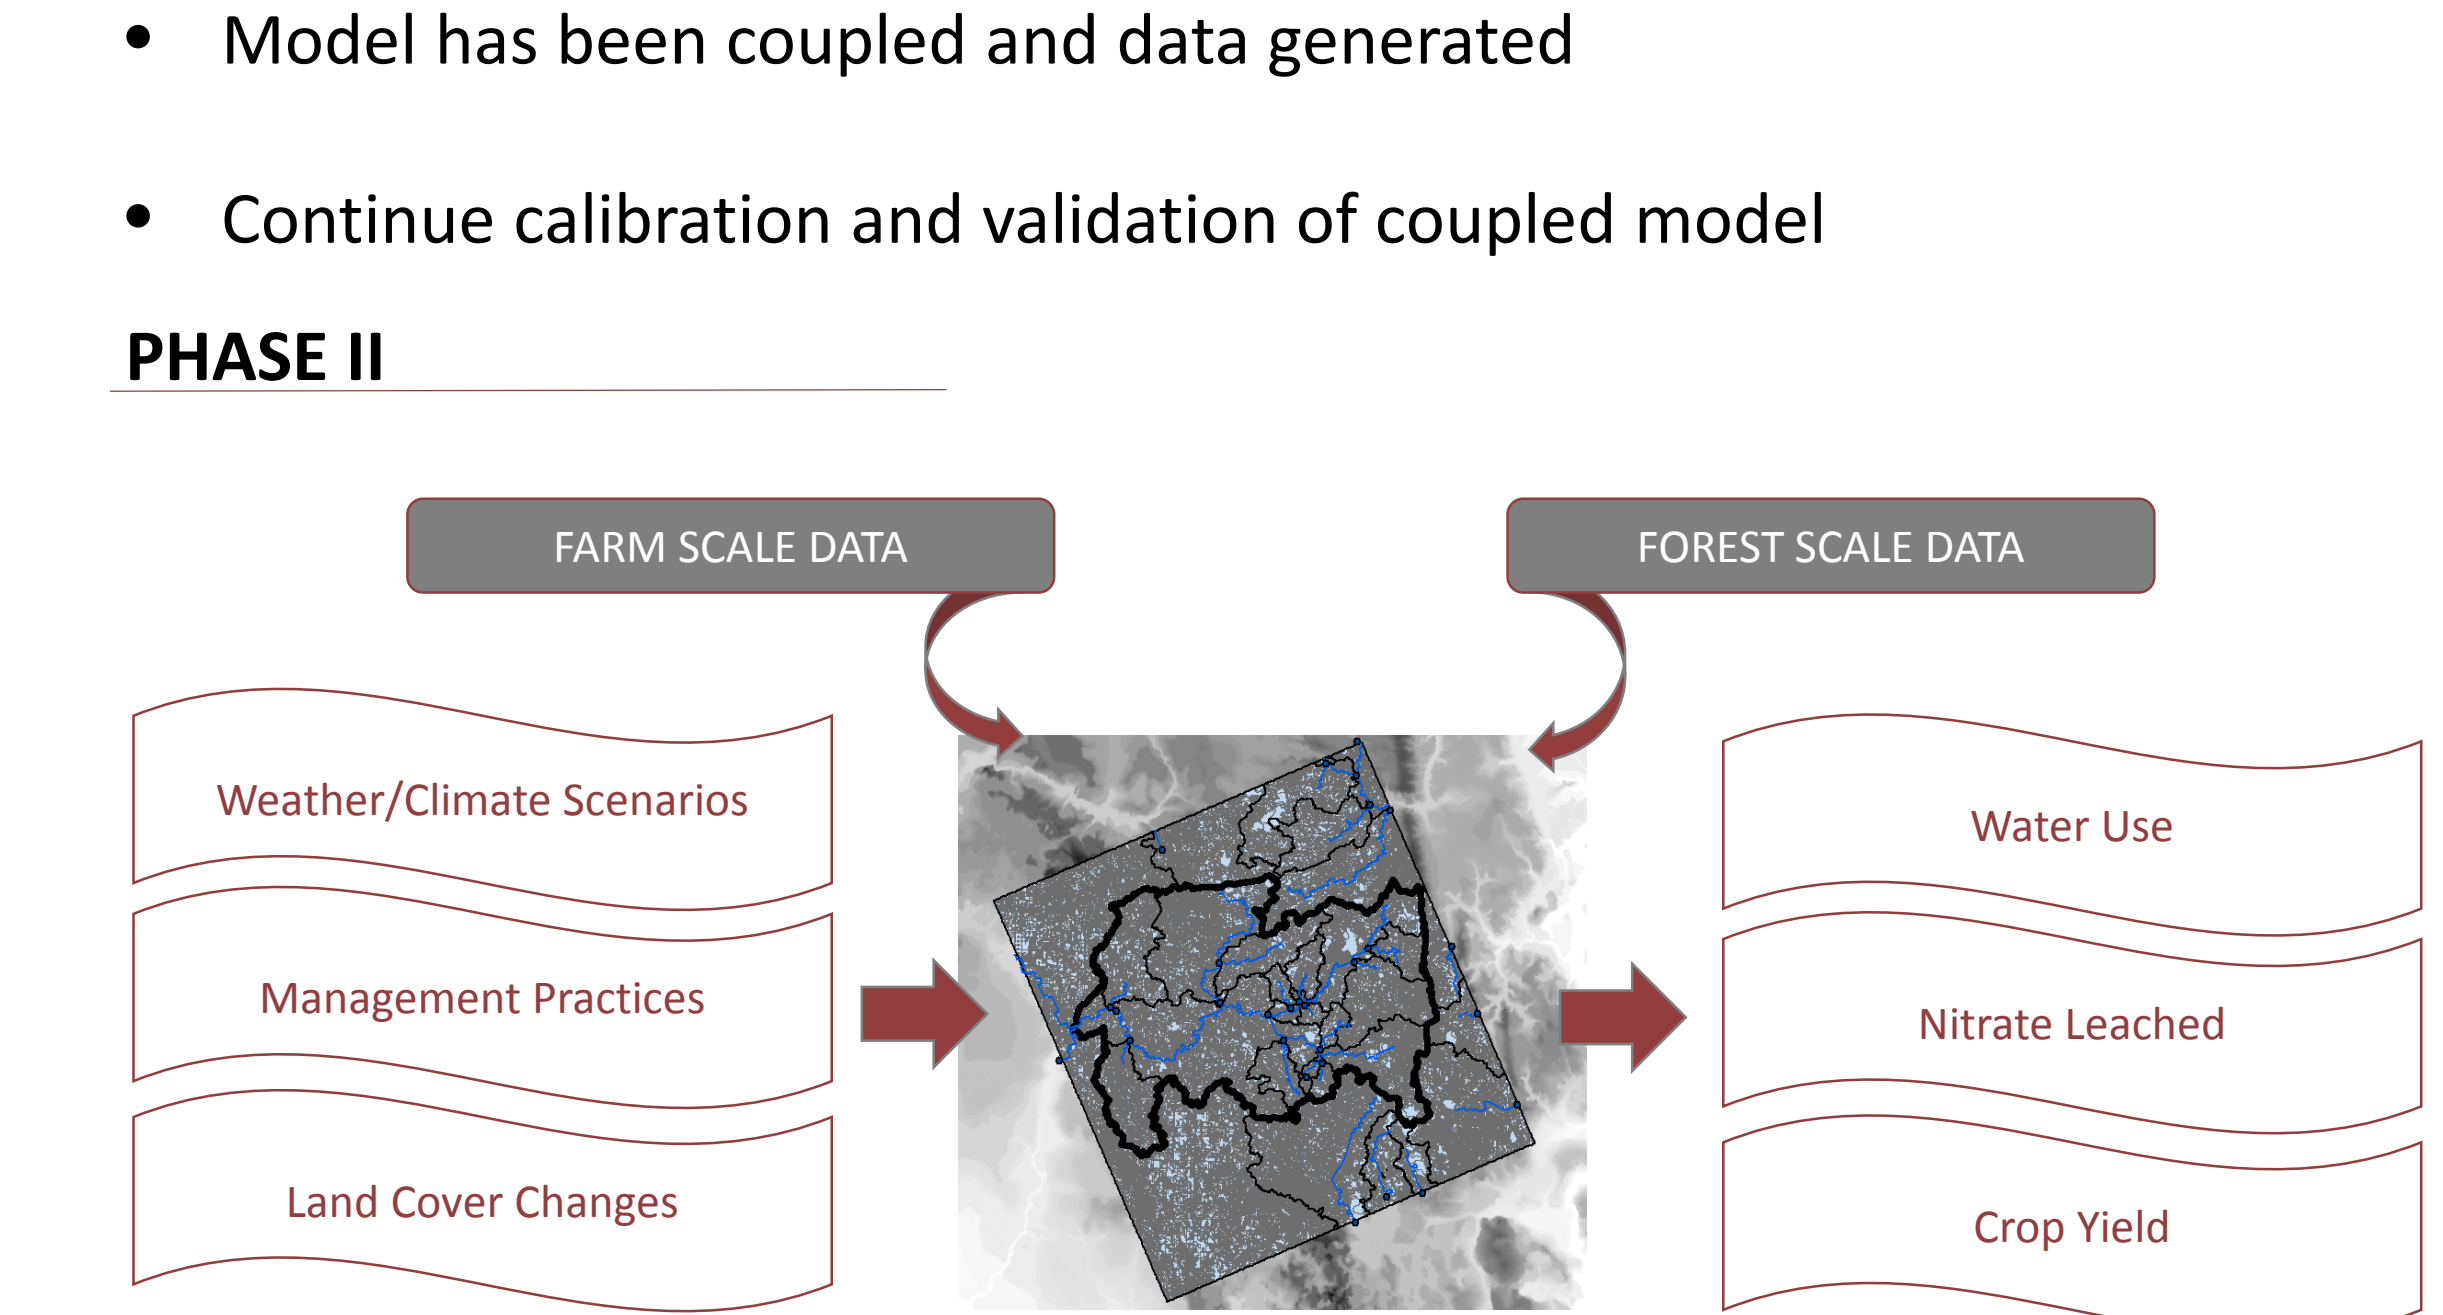 • Model has been coupled and data generated
• Continue calibration and validation of coupled model
PHASE II
FARM SCALE DATA
FOREST SCALE DATA
Weather/Climate Scenarios
Management Practices
Land Cover Changes
Water Use
Nitrate Leached
Crop Yield